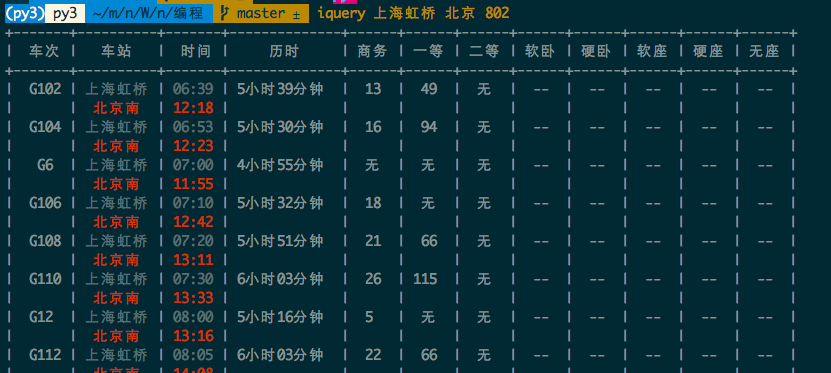 (py3) py3 ~/m/n/W/n/编程 master ± iquery 上海虹桥 北京 802
车次 | 车站 | 时间 | 历时 | 商务 | 一等 | 二等 | 软卧 | 硬卧 | 软座 | 硬座 | 无座
G102 | 上海虹桥 | 06:39 | 5小时39分钟 | 13 | 49 | 无 | -- | -- | -- | -- | --
北京南 | 12:18
G104 | 上海虹桥 | 06:53 | 5小时30分钟 | 16 | 94 | 无 | -- | -- | -- | -- | --
北京南 | 12:23
G6 | 上海虹桥 | 07:00 | 4小时55分钟 | 无 | 无 | 无 | -- | -- | -- | -- | --
北京南 | 11:55
G106 | 上海虹桥 | 07:10 | 5小时32分钟 | 18 | 无 | 无 | -- | -- | -- | -- | --
北京南 | 12:42
G108 | 上海虹桥 | 07:20 | 5小时51分钟 | 21 | 66 | 无 | -- | -- | -- | -- | --
北京南 | 13:11
G110 | 上海虹桥 | 07:30 | 6小时03分钟 | 26 | 115 | 无 | -- | -- | -- | -- | --
北京南 | 13:33
G12 | 上海虹桥 | 08:00 | 5小时16分钟 | 5 | 无 | 无 | -- | -- | -- | -- | --
北京南 | 13:16
G112 | 上海虹桥 | 08:05 | 6小时03分钟 | 22 | 66 | 无 | -- | -- | -- | -- | --
北京南 | 14:08